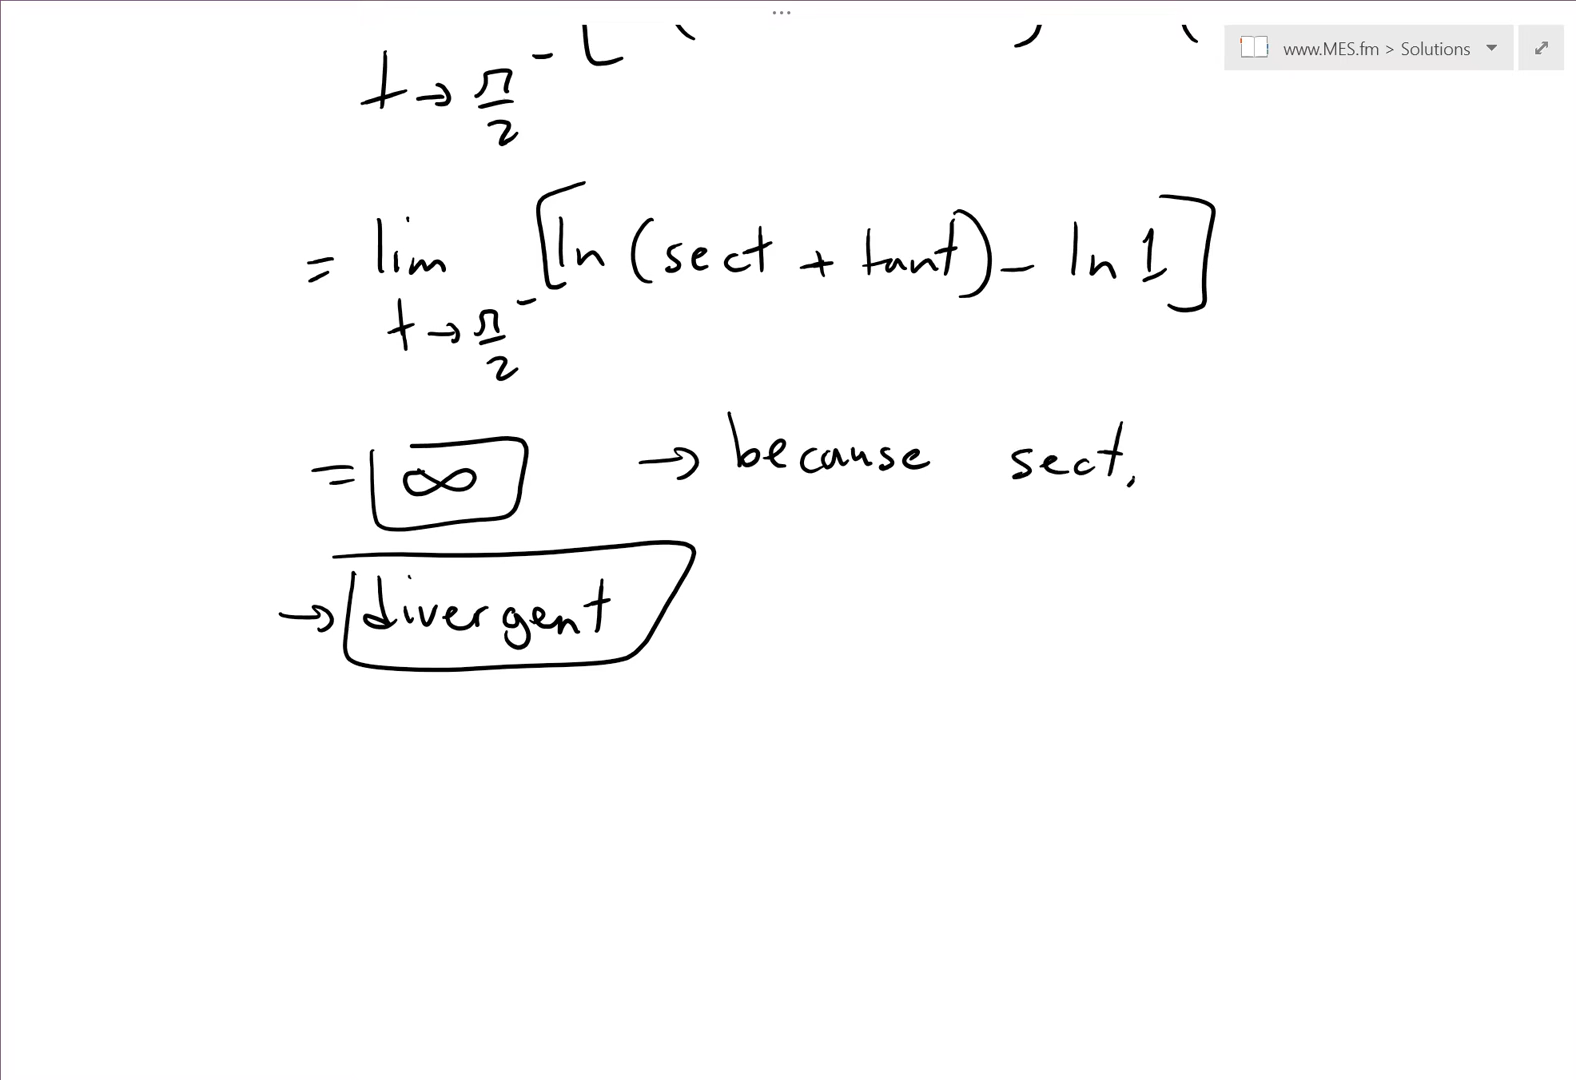 www.MES.fm > Solutions
t → π/2⁻
= lim [ln (sect + tant) - ln 1]
t → π/2⁻
= ∞ → because sect,
→ divergent